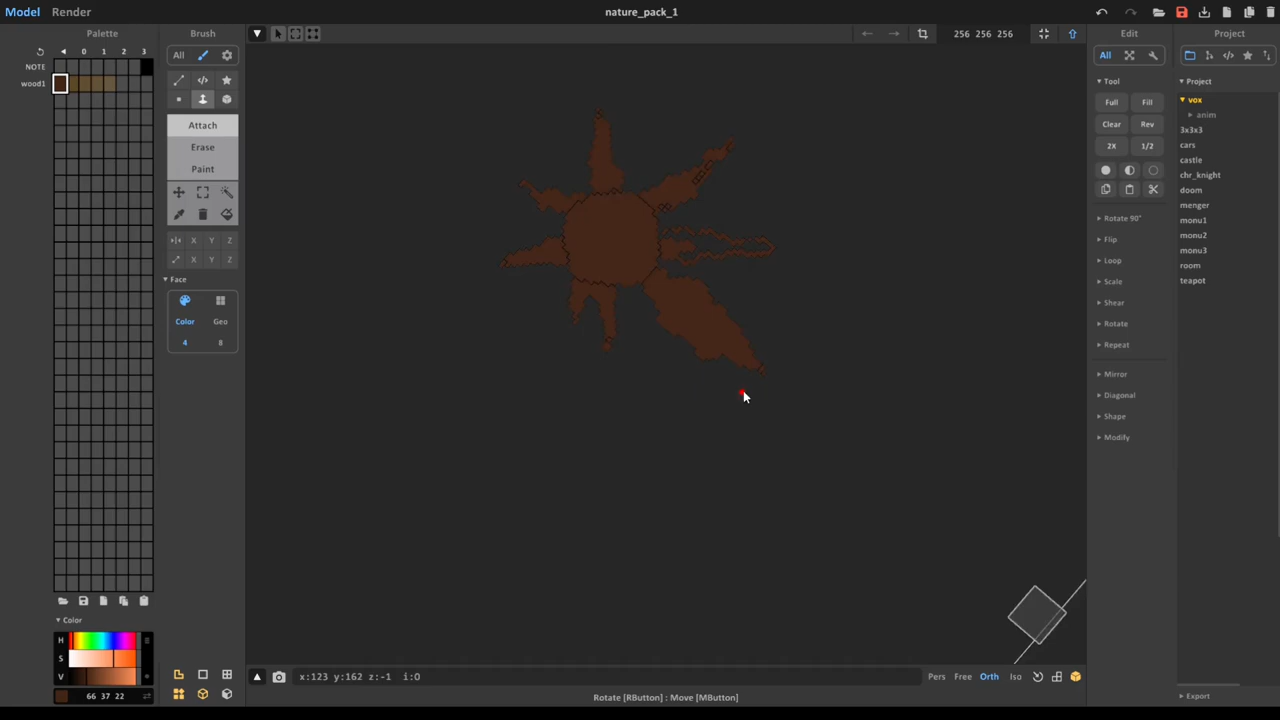 Model Render nature_pack_1
Palette Brush 256 256 256 Edit Project
0 1 2 3 All All
NOTE
wood1
Tool Project
Full Fill vox
anim
Clear Rev 3x3x3
2X 1/2 cars
castle
chr_knight
doom
menger
monu1
monu2
monu3
room
teapot
Attach
Erase
Paint
X Y Z
X Y Z
Face
Color Geo
4 8
Rotate 90°
Flip
Loop
Scale
Shear
Rotate
Repeat
Mirror
Diagonal
Shape
Modify
Color
H
S
V
66 37 22
x:123 y:162 z:-1 i:0
Pers Free Orth Iso
Rotate [RButton] : Move [MButton]
Export